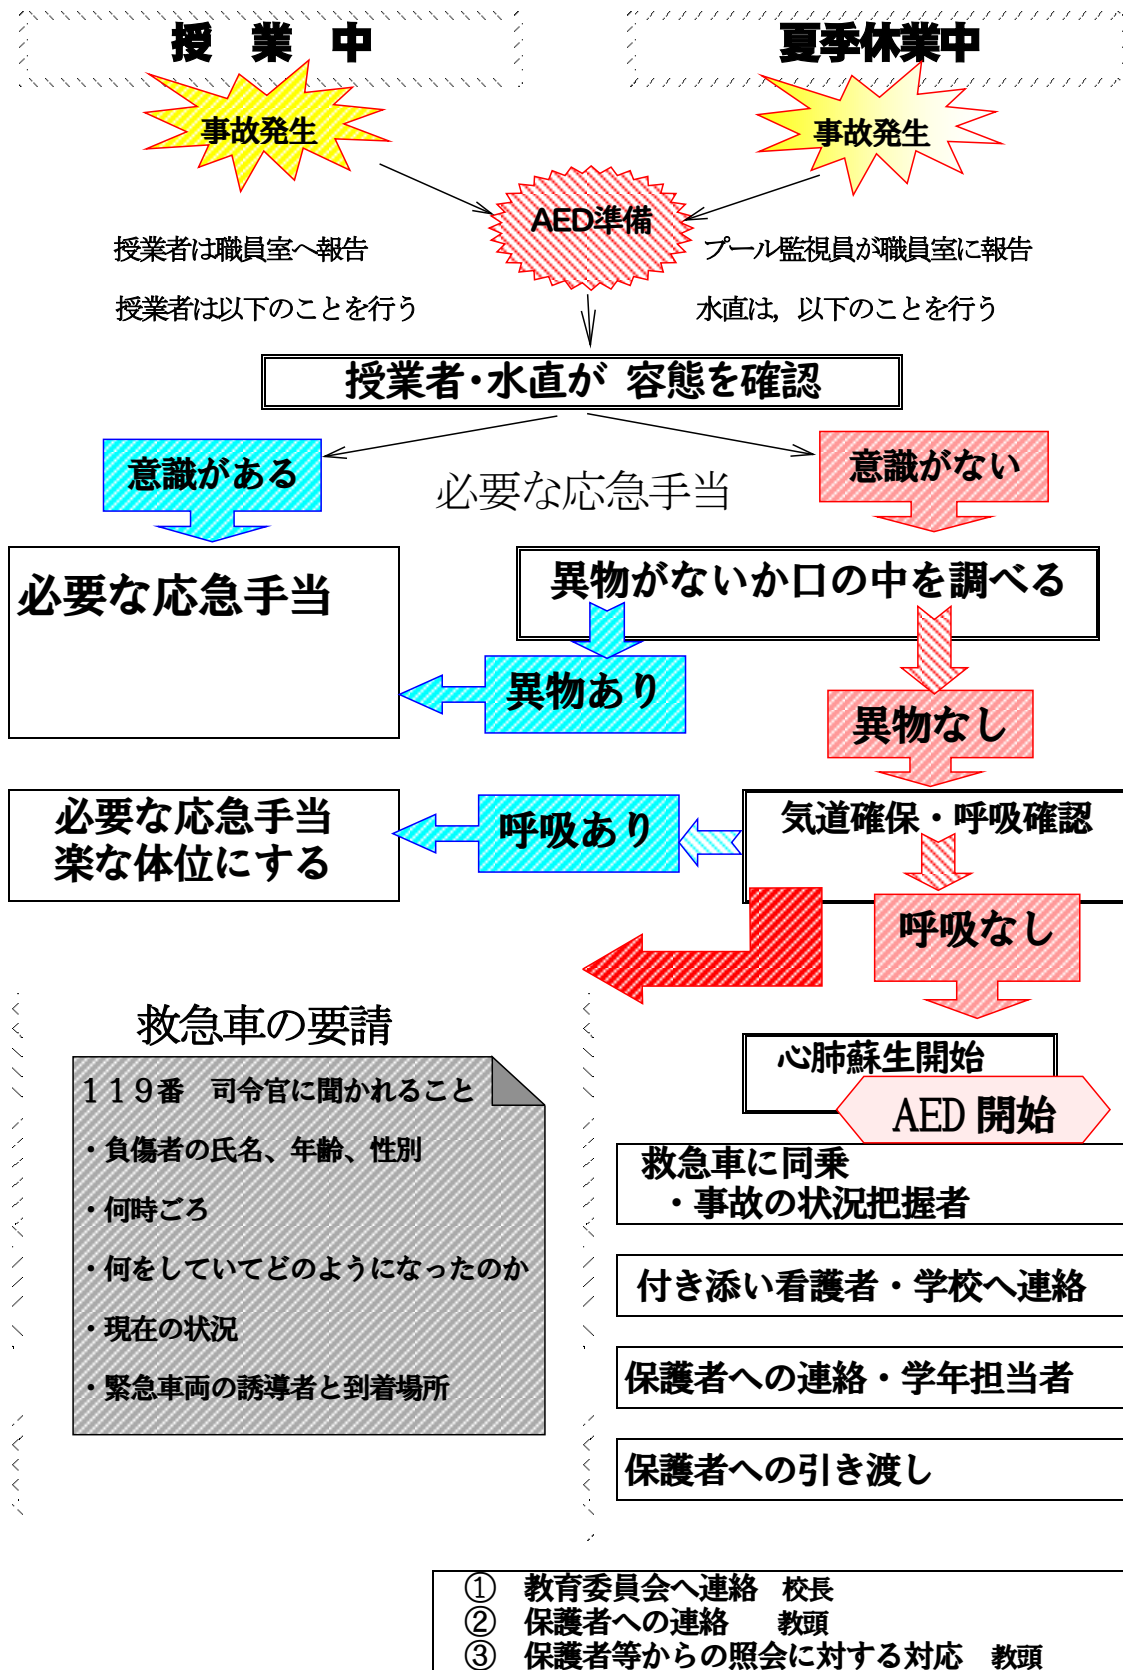 授　業　中
夏季休業中
事故発生
事故発生
AED準備
授業者は職員室へ報告
プール監視員が職員室に報告
授業者は以下のことを行う
水直は，以下のことを行う
授業者・水直が 容態を確認
意識がある
意識がない
必要な応急手当
必要な応急手当
異物がないか口の中を調べる
異物あり
異物なし
必要な応急手当
楽な体位にする
呼吸あり
気道確保・呼吸確認
呼吸なし
救急車の要請
１１９番　司令官に聞かれること
・負傷者の氏名、年齢、性別
・何時ごろ
・何をしていてどのようになったのか
・現在の状況
・緊急車両の誘導者と到着場所
心肺蘇生開始
AED 開始
救急車に同乗
・事故の状況把握者
付き添い看護者・学校へ連絡
保護者への連絡・学年担当者
保護者への引き渡し
①　教育委員会へ連絡　校長
②　保護者への連絡　　教頭
③　保護者等からの照会に対する対応　教頭